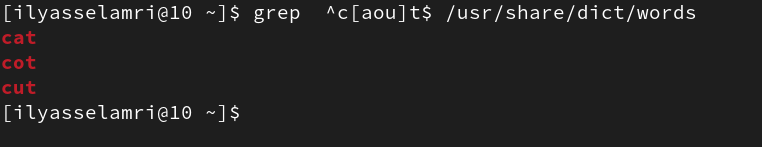 [ilyasselamri@10 ~]$ grep  ^c[aou]t$ /usr/share/dict/words
cat
cot
cut
[ilyasselamri@10 ~]$